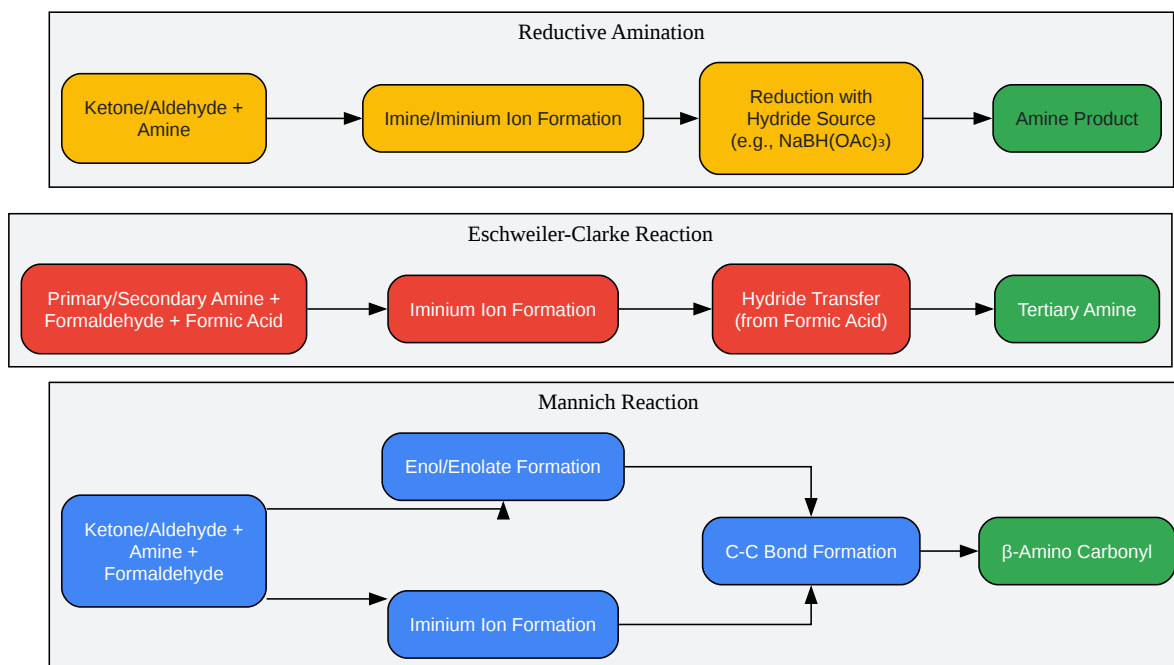 Reductive Amination
Ketone/Aldehyde +
Amine
Imine/Iminium Ion Formation
Reduction with
Hydride Source
(e.g., NaBH(OAc)₃)
Amine Product
Eschweiler-Clarke Reaction
Primary/Secondary Amine +
Formaldehyde + Formic Acid
Iminium Ion Formation
Hydride Transfer
(from Formic Acid)
Tertiary Amine
Mannich Reaction
Ketone/Aldehyde +
Amine +
Formaldehyde
Enol/Enolate Formation
Iminium Ion Formation
C-C Bond Formation
β-Amino Carbonyl